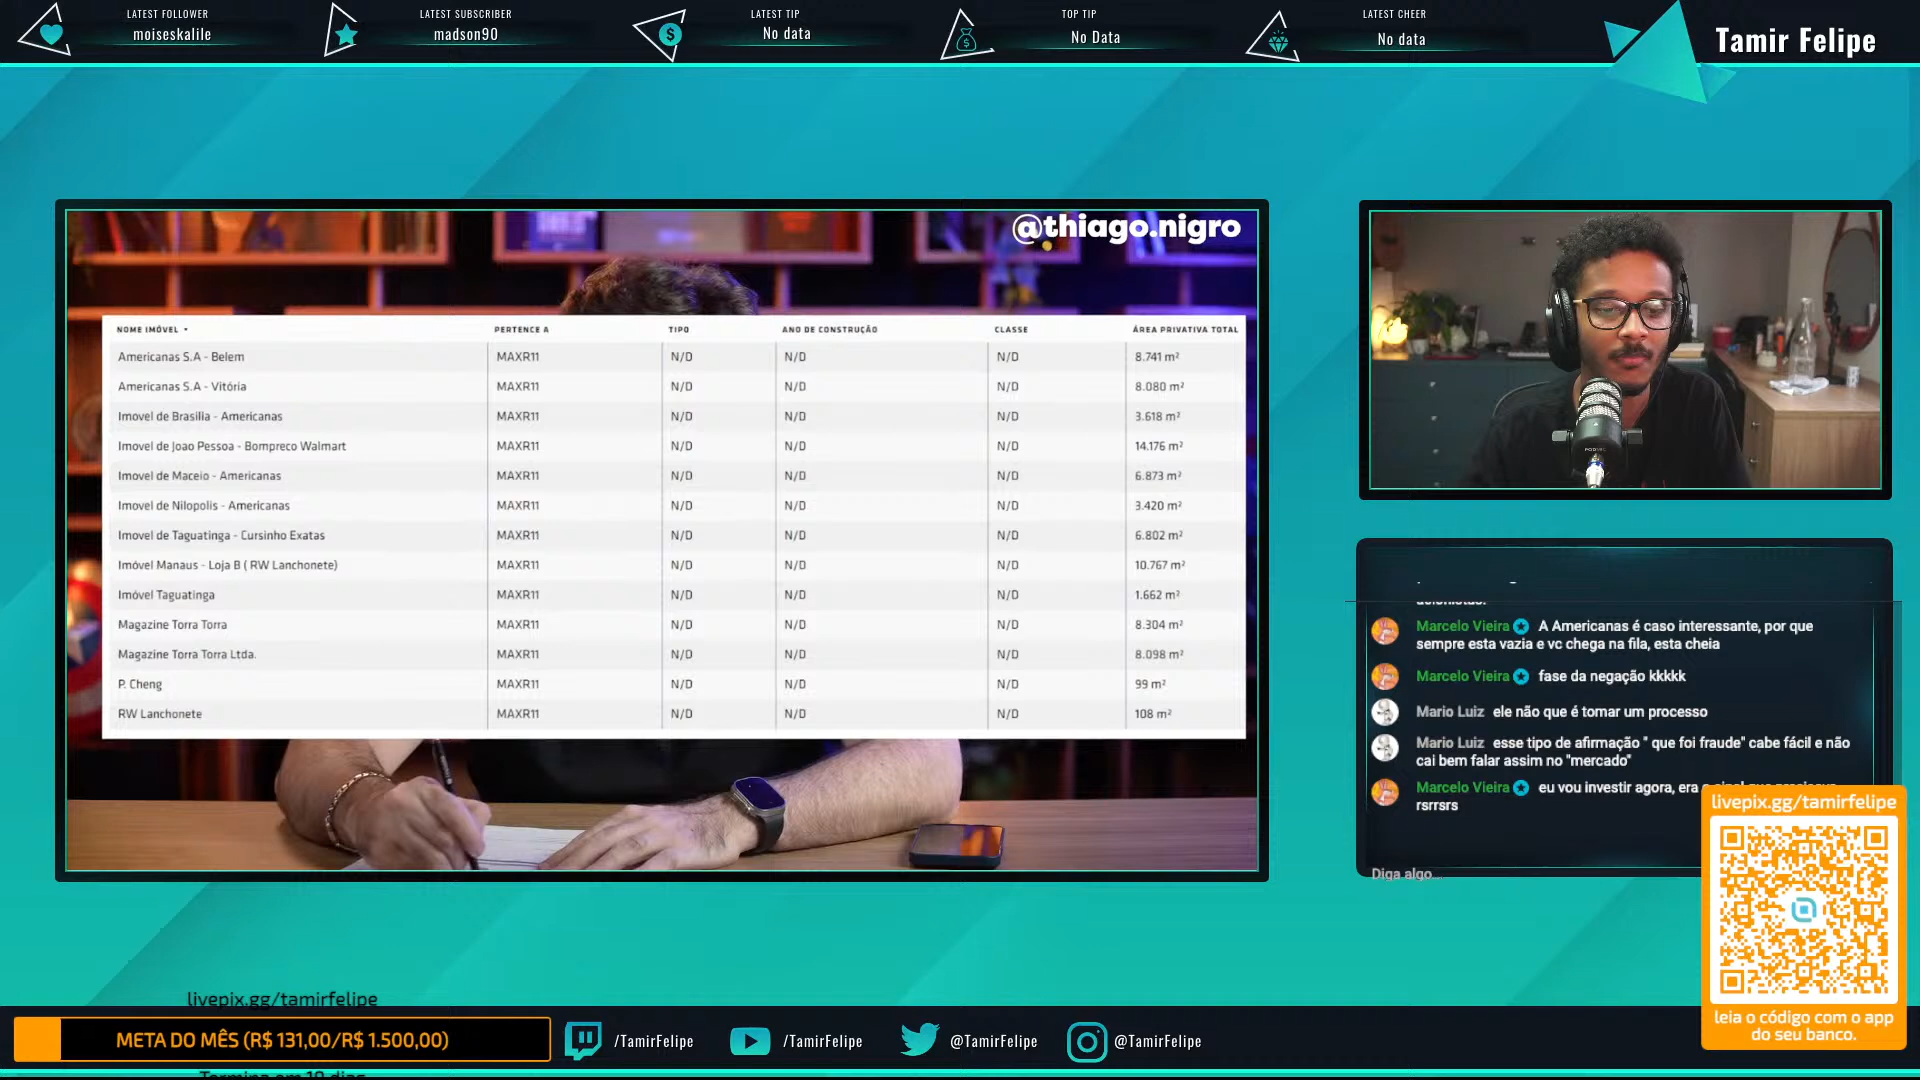 LATEST FOLLOWER
moiseskalile
LATEST SUBSCRIBER
madson90
LATEST TIP
No data
TOP TIP
No Data
LATEST CHEER
No data
Tamir Felipe
@thiago.nigro
NOME IMÓVEL PERTENCE A TIPO ANO DE CONSTRUÇÃO CLASSE ÁREA PRIVATIVA TOTAL
Americanas S.A - Belem MAXR11 N/D N/D N/D 8.741 m²
Americanas S.A - Vitória MAXR11 N/D N/D N/D 8.080 m²
Imovel de Brasilia - Americanas MAXR11 N/D N/D N/D 3.618 m²
Imovel de Joao Pessoa - Bompreco Walmart MAXR11 N/D N/D N/D 14.176 m²
Imovel de Maceio - Americanas MAXR11 N/D N/D N/D 6.873 m²
Imovel de Nilopolis - Americanas MAXR11 N/D N/D N/D 3.420 m²
Imovel de Taguatinga - Cursinho Exatas MAXR11 N/D N/D N/D 6.802 m²
Imóvel Manaus - Loja B ( RW Lanchonete) MAXR11 N/D N/D N/D 10.767 m²
Imóvel Taguatinga MAXR11 N/D N/D N/D 1.662 m²
Magazine Torra Torra MAXR11 N/D N/D N/D 8.304 m²
Magazine Torra Torra Ltda. MAXR11 N/D N/D N/D 8.098 m²
P. Cheng MAXR11 N/D N/D N/D 99 m²
RW Lanchonete MAXR11 N/D N/D N/D 108 m²
Marcelo Vieira A Americanas é caso interessante, por que
sempre esta vazia e vc chega na fila, esta cheia
Marcelo Vieira fase da negação kkkkk
Mario Luiz ele não que é tomar um processo
Mario Luiz esse tipo de afirmação " que foi fraude" cabe fácil e não
cai bem falar assim no "mercado"
Marcelo Vieira eu vou investir agora, era
rsrrsrs
Diga algo...
livepix.gg/tamirfelipe
leia o código com o app
do seu banco.
livepix.gg/tamirfelipe
META DO MÊS (R$ 131,00/R$ 1.500,00)
Termina em 19 dias
/TamirFelipe
/TamirFelipe
@TamirFelipe
@TamirFelipe